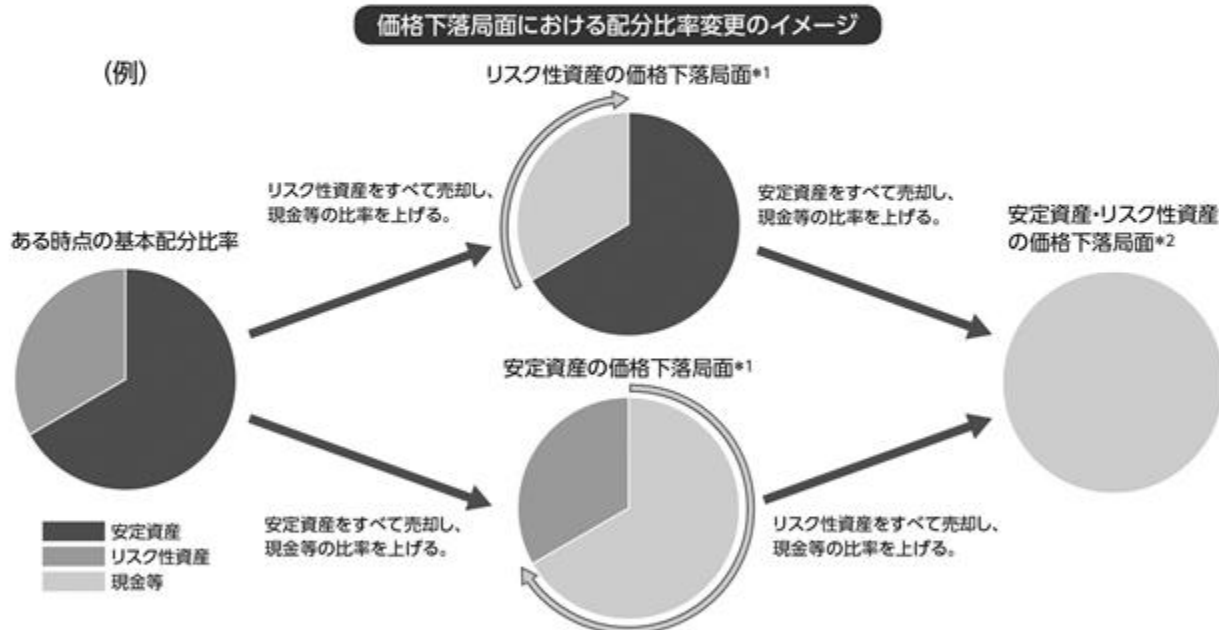 価格下落局面における配分比率変更のイメージ
(例)
リスク性資産の価格下落局面*1
リスク性資産をすべて売却し、
現金等の比率を上げる。
安定資産をすべて売却し、
現金等の比率を上げる。
安定資産・リスク性資産
の価格下落局面*2
ある時点の基本配分比率
安定資産の価格下落局面*1
安定資産をすべて売却し、
現金等の比率を上げる。
リスク性資産をすべて売却し、
現金等の比率を上げる。
安定資産
リスク性資産
現金等